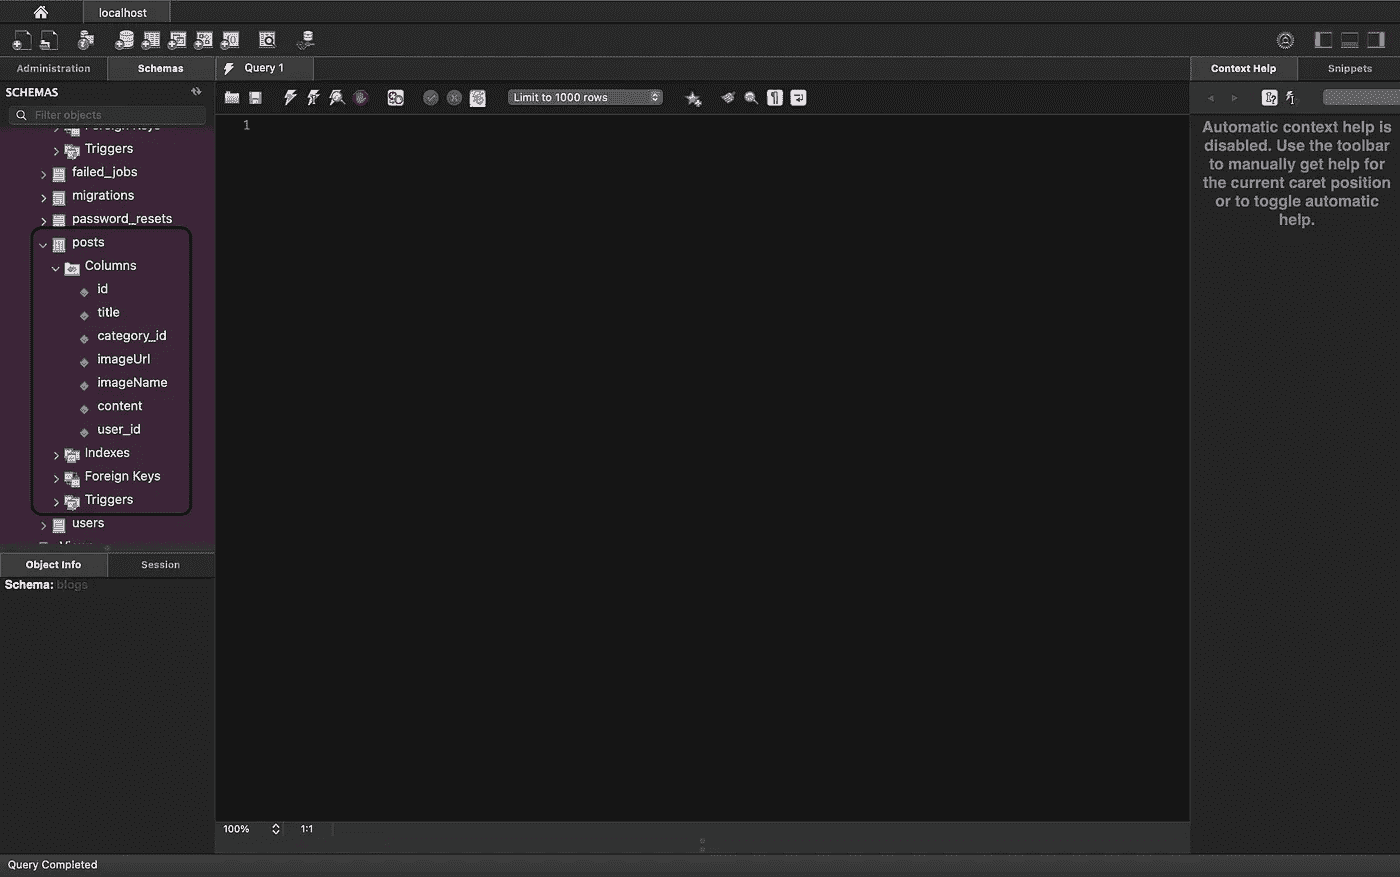 localhost
Administration
Schemas
Query 1
Context Help
Snippets
SCHEMAS
Filter objects
Limit to 1000 rows
1
Foreign Keys
Triggers
failed_jobs
migrations
password_resets
posts
Columns
id
title
category_id
imageUrl
imageName
content
user_id
Indexes
Foreign Keys
Triggers
users
Views
Automatic context help is
disabled. Use the toolbar
to manually get help for
the current caret position
or to toggle automatic
help.
Object Info
Session
Schema: blogs
100%
1:1
Query Completed